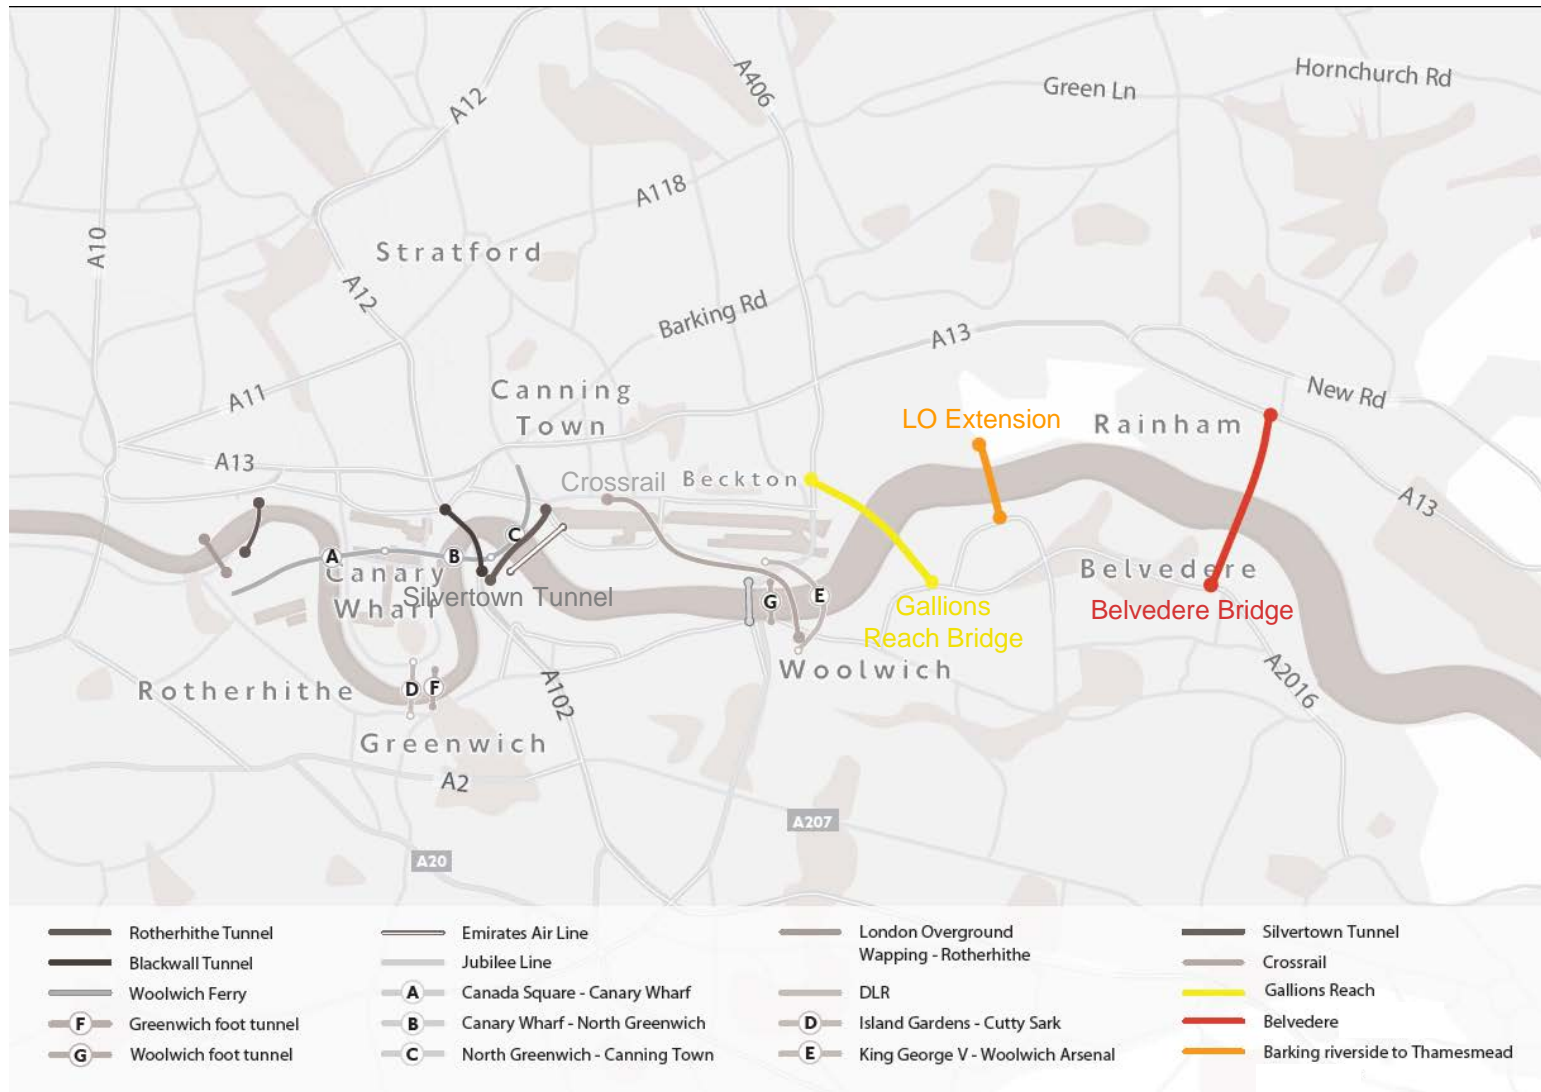 A406
Green Ln
Hornchurch Rd
A12
A118
A10
Stratford
A12
Barking Rd
A13
A11
Canning
Town
New Rd
LO Extension
Rainham
A13
Crossrail
Beckton
A13
C
A
B
Canary
Wharf
Silvertown Tunnel
G
E
Belvedere
Gallions
Reach Bridge
Belvedere Bridge
Woolwich
Rotherhithe
D
F
A102
A2016
Greenwich
A2
A207
A20
Rotherhithe Tunnel
Blackwall Tunnel
Woolwich Ferry
F Greenwich foot tunnel
G Woolwich foot tunnel
Emirates Air Line
Jubilee Line
A Canada Square - Canary Wharf
B Canary Wharf - North Greenwich
C North Greenwich - Canning Town
London Overground
Wapping - Rotherhithe
DLR
D Island Gardens - Cutty Sark
E King George V - Woolwich Arsenal
Silvertown Tunnel
Crossrail
Gallions Reach
Belvedere
Barking riverside to Thamesmead